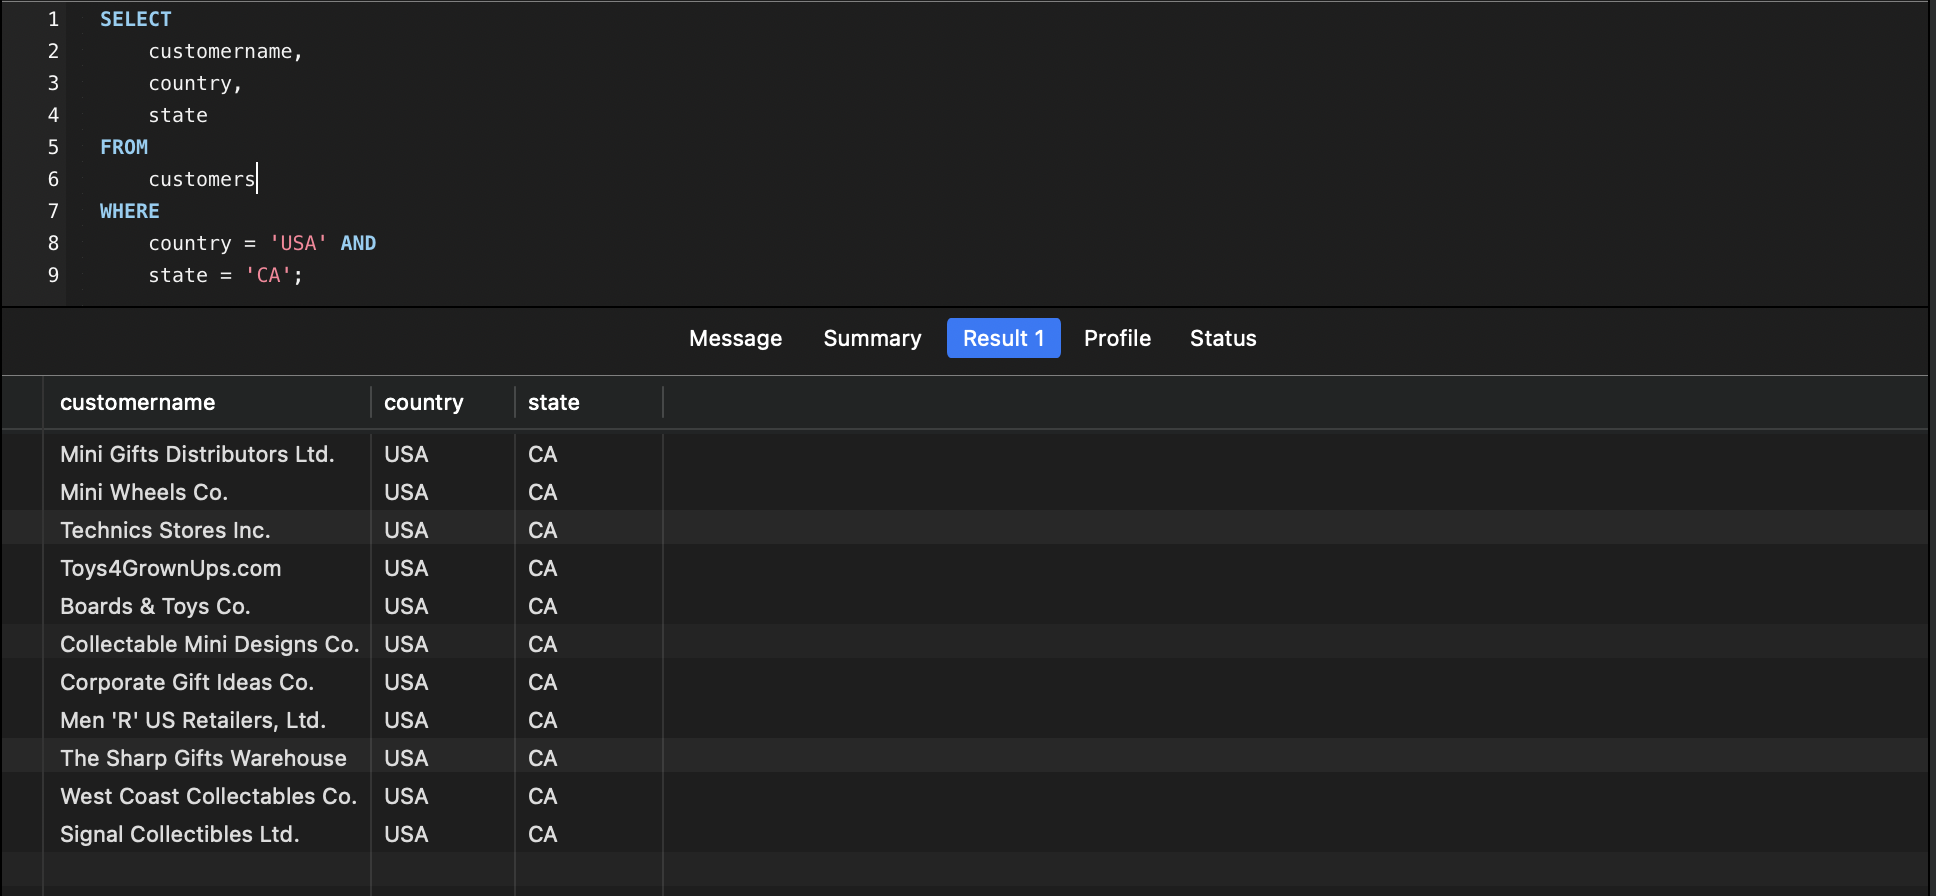 1 SELECT
2 customername,
3 country,
4 state
5 FROM
6 customers
7 WHERE
8 country = 'USA' AND
9 state = 'CA';
Message Summary Result 1 Profile Status
customername country state
Mini Gifts Distributors Ltd. USA CA
Mini Wheels Co. USA CA
Technics Stores Inc. USA CA
Toys4GrownUps.com USA CA
Boards & Toys Co. USA CA
Collectable Mini Designs Co. USA CA
Corporate Gift Ideas Co. USA CA
Men 'R' US Retailers, Ltd. USA CA
The Sharp Gifts Warehouse USA CA
West Coast Collectables Co. USA CA
Signal Collectibles Ltd. USA CA